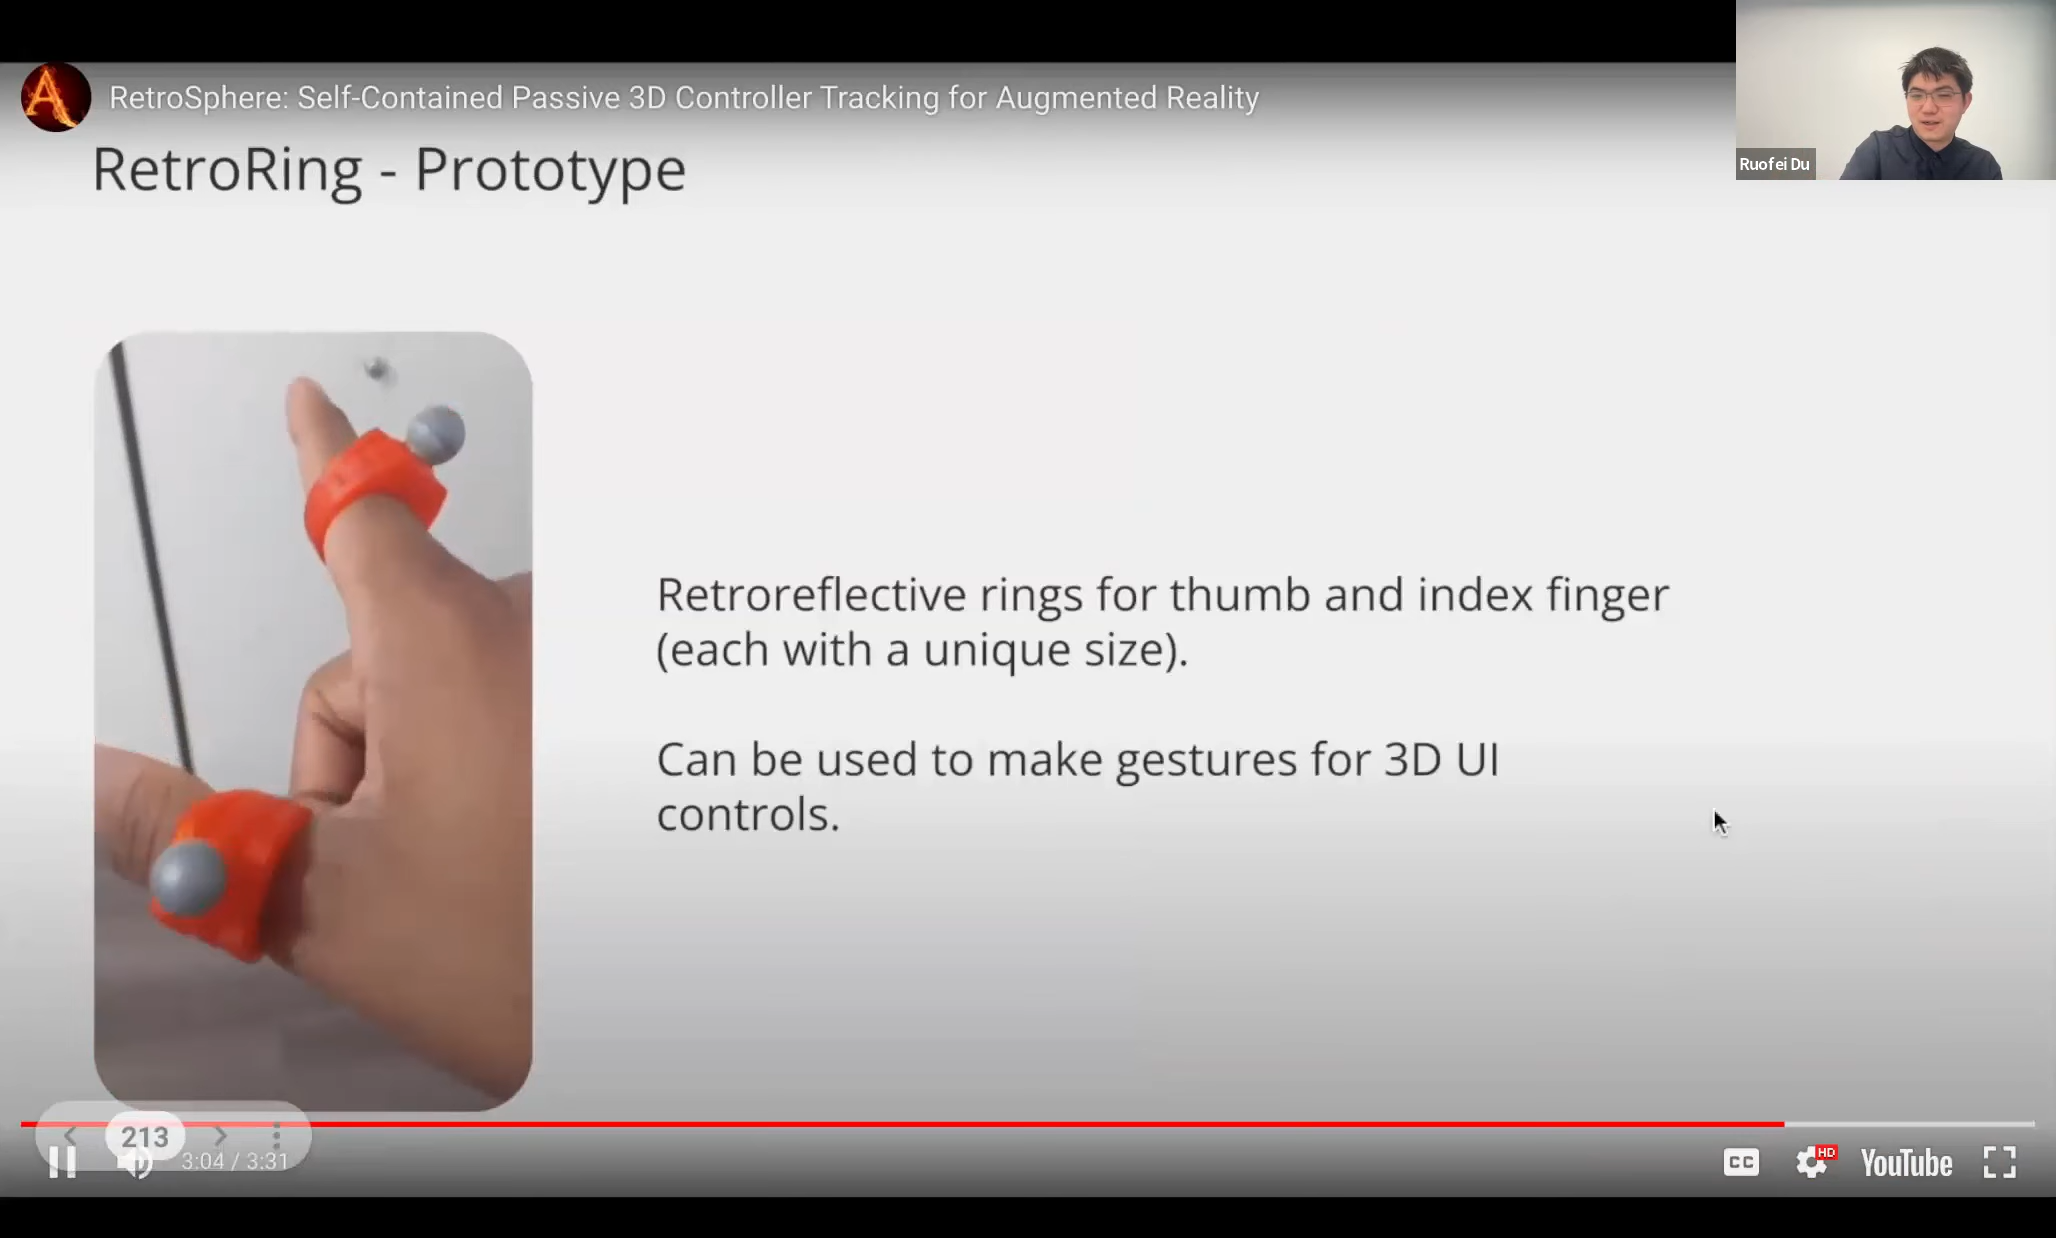 RetroSphere: Self-Contained Passive 3D Controller Tracking for Augmented Reality
Ruofei Du
RetroRing - Prototype
Retroreflective rings for thumb and index finger
(each with a unique size).
Can be used to make gestures for 3D UI
controls.
213
3:04 / 3:31
CC
HD
YouTube